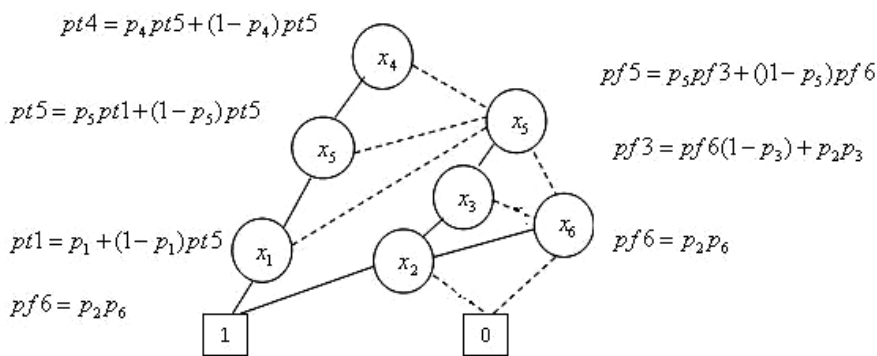 pt4 = p₄pt5 + (1 − p₄)pt5
x₄
pf5 = p₅pf3 + ()1 − p₅)pf6
pt5 = p₅pt1 + (1 − p₅)pt5
x₅
x₅
pf3 = pf6(1 − p₃) + p₂p₃
x₃
pt1 = p₁ + (1 − p₁)pt5
x₁
x₂
x₆
pf6 = p₂p₆
pf6 = p₂p₆
1
0